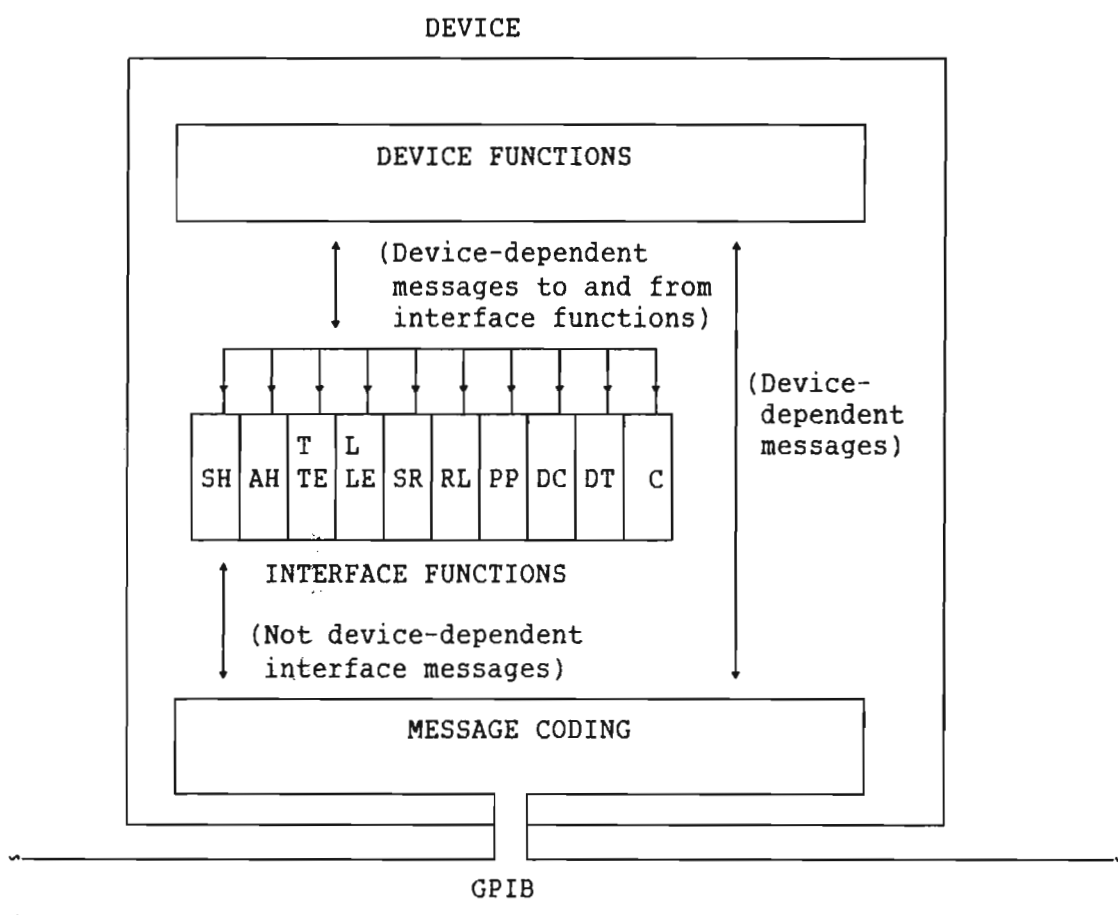 DEVICE
DEVICE FUNCTIONS
(Device-dependent
messages to and from
interface functions)
(Device-
dependent
messages)
T L
SH AH TE LE SR RL PP DC DT C
INTERFACE FUNCTIONS
(Not device-dependent
interface messages)
MESSAGE CODING
GPIB